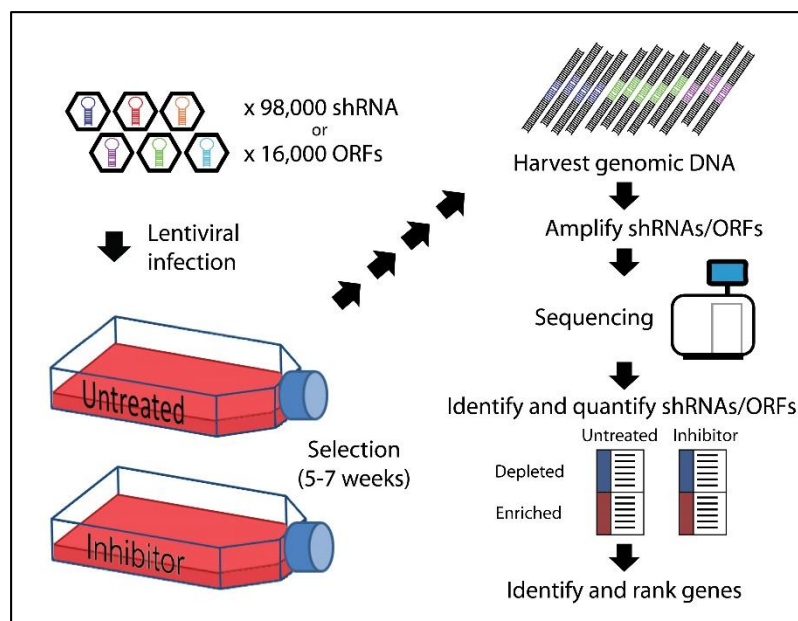 x 98,000 shRNA
or
x 16,000 ORFs
Lentiviral
infection
Untreated
Inhibitor
Selection
(5-7 weeks)
Harvest genomic DNA
Amplify shRNAs/ORFs
Sequencing
Identify and quantify shRNAs/ORFs
Untreated Inhibitor
Depleted
Enriched
Identify and rank genes